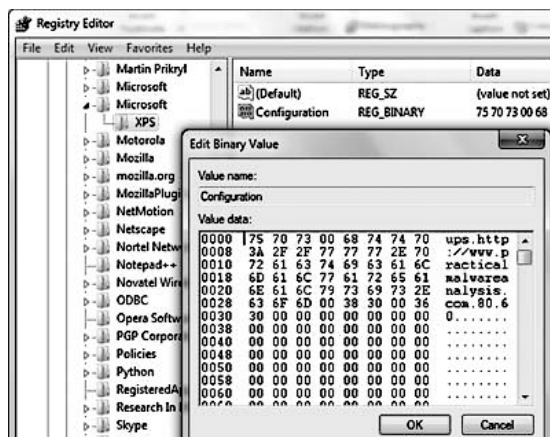 Registry Editor
File Edit View Favorites Help
Martin Prikryl
Microsoft
Microsoft
XPS
Motorola
Mozilla
mozilla.org
MozillaPlugi
NetMotion
Netscape
Nortel Netw
Notepad++
Novatel Wire
ODBC
Opera Softw
PGP Corpora
Policies
Python
RegisteredA
Research In
Skype
Name Type Data
(Default) REG_SZ (value not set)
Configuration REG_BINARY 75 70 73 00 68
Edit Binary Value
Value name:
Configuration
Value data:
0000 75 70 73 00 68 74 74 70 ups.http
0008 3A 2F 2F 77 77 77 2E 70 ://www.p
0010 72 61 63 74 69 63 61 6C ractical
0018 6D 61 6C 77 61 72 65 61 malwarea
0020 6E 61 6C 79 73 69 73 2E nalysis.
0028 63 6F 6D 00 38 30 00 36 com.80.6
0030 30 00 00 00 00 00 00 00 0.......
0038 00 00 00 00 00 00 00 00 ........
0040 00 00 00 00 00 00 00 00 ........
0048 00 00 00 00 00 00 00 00 ........
0050 00 00 00 00 00 00 00 00 ........
0058 00 00 00 00 00 00 00 00 ........
0060 00 00 00 00 00 00 00 00 ........
OK Cancel